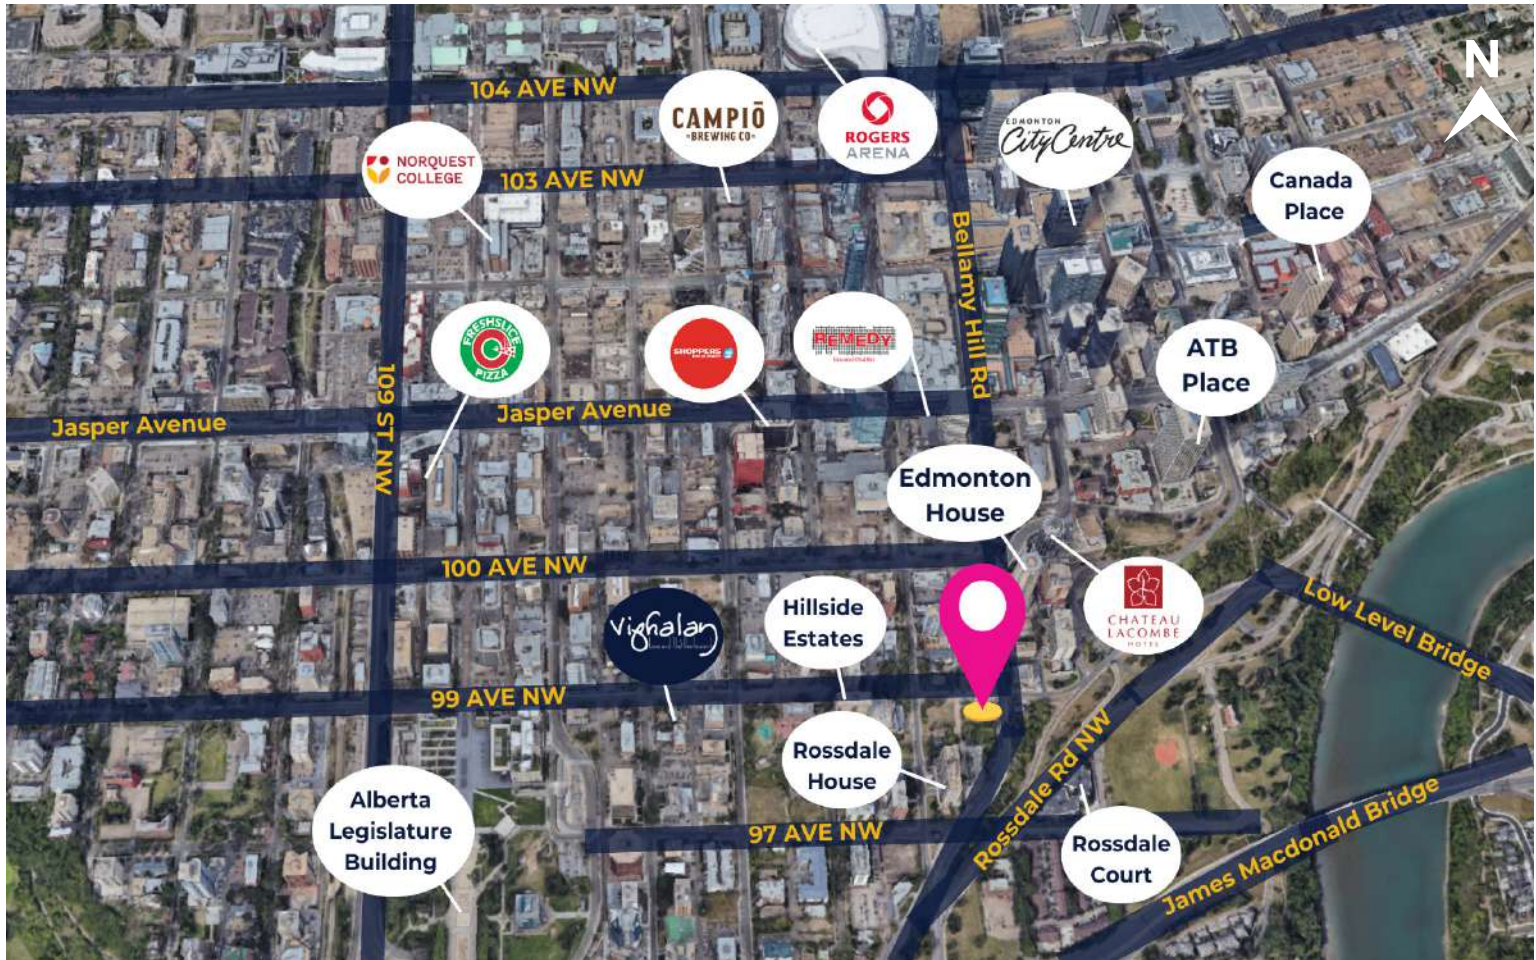 N
104 AVE NW
CAMPIŌ
BREWING CO
ROGERS
ARENA
EDMONTON
City Centre
NORQUEST
COLLEGE
103 AVE NW
Canada
Place
Bellamy Hill Rd
FRESHSLICE
PIZZA
SHOPPERS
REMEDY
ATB
Place
109 ST NW
Jasper Avenue
Jasper Avenue
Edmonton
House
100 AVE NW
Vighalan
Hillside
Estates
CHATEAU
LACOMBE
HOTEL
Low Level Bridge
99 AVE NW
Rossdale
House
Rossdale Rd NW
Alberta
Legislature
Building
97 AVE NW
Rossdale
Court
James Macdonald Bridge